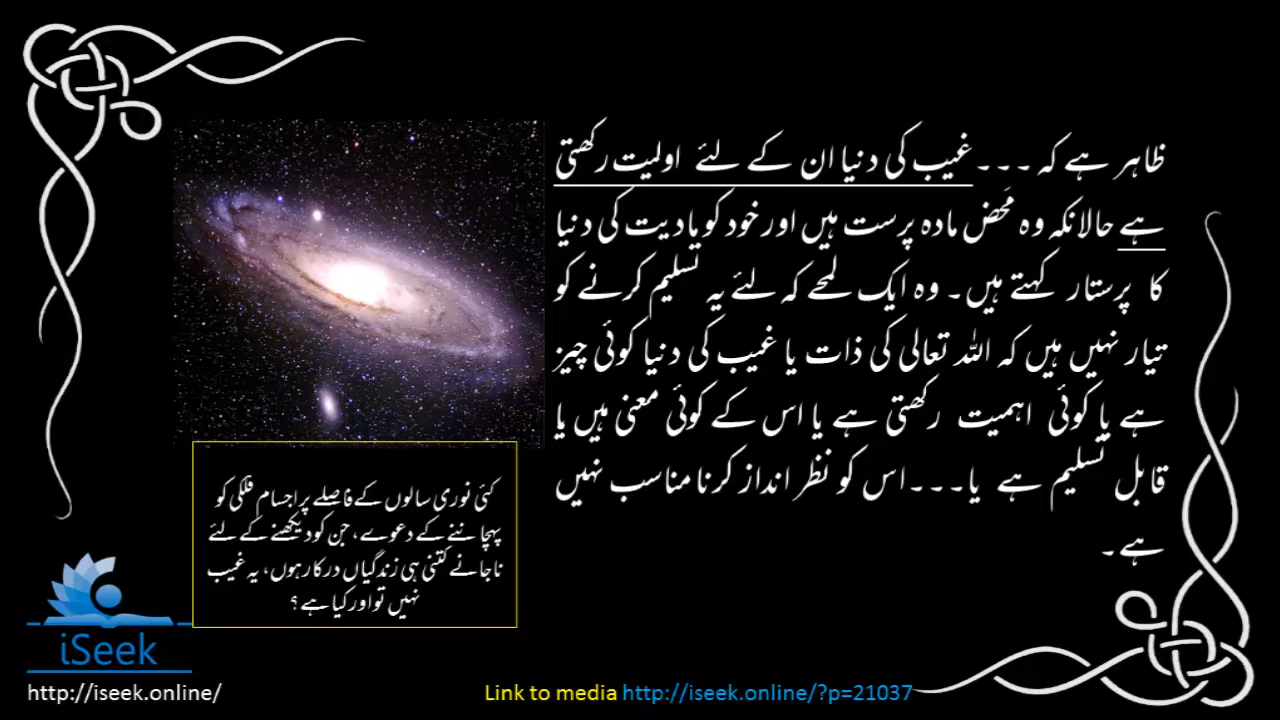 ظاہر ہے کہ ۔۔۔غیب کی دنیا ان کے لئے اولیت رکھتی
ہے حالانکہ وہ مَحض مادہ پرست ہیں اور خود کو مادیت کی دنیا
کا پرستار کہتے ہیں۔ وہ ایک لمحے کہ لئے یہ تسلیم کرنے کو
تیار نہیں ہیں کہ اللہ تعالی کی ذات یا غیب کی دنیا کوئی چیز
ہے یا کوئی اہمیت رکھتی ہے یا اس کے کوئی معنی ہیں یا
قابل تسلیم ہے یا۔۔۔اس کو نظر انداز کرنا مناسب نہیں
ہے۔
کئی نوری سالوں کے فاصلے پر اجسام فلکی کو
پہچاننے کے دعوے، جن کو دیکھنے کے لئے
ناجانے کتنی ہی زندگیاں درکار ہوں، یہ غیب
نہیں تو اور کیا ہے؟
iSeek
http://iseek.online/
Link to media http://iseek.online/?p=21037